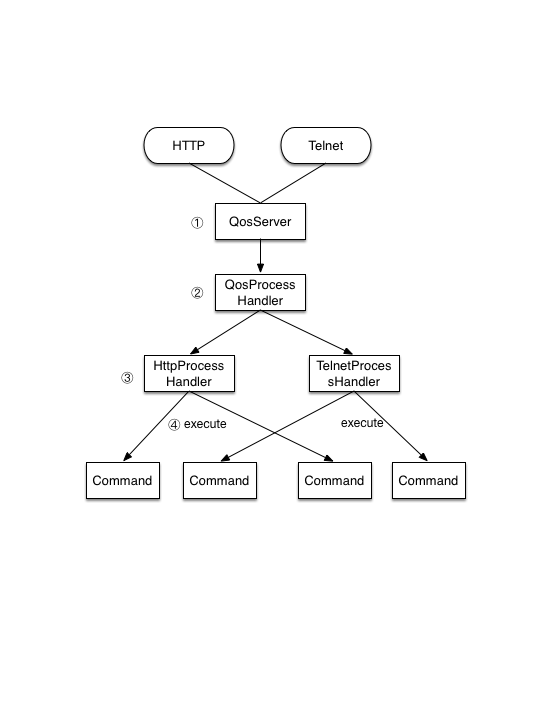 HTTP
Telnet
① QosServer
② QosProcess
Handler
③ HttpProcess
Handler
TelnetProces
sHandler
④ execute
execute
Command
Command
Command
Command